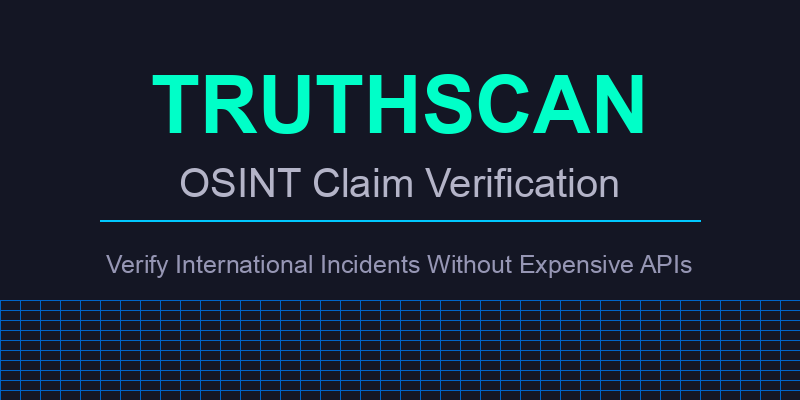 TRUTHSCAN
OSINT Claim Verification
Verify International Incidents Without Expensive APIs